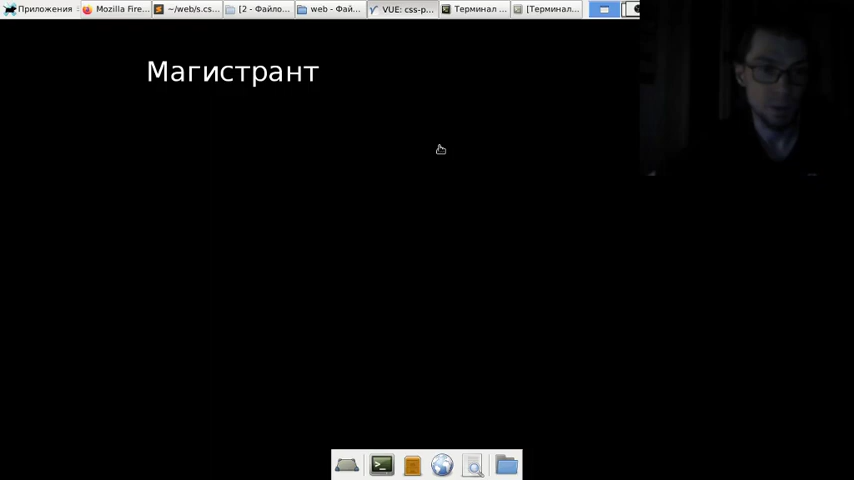 Приложения
Mozilla Fire...
~/web/s.cs...
[2 - Файло...
web - Фай...
VUE: css-p...
Терминал ...
[Терминал...
Магистрант